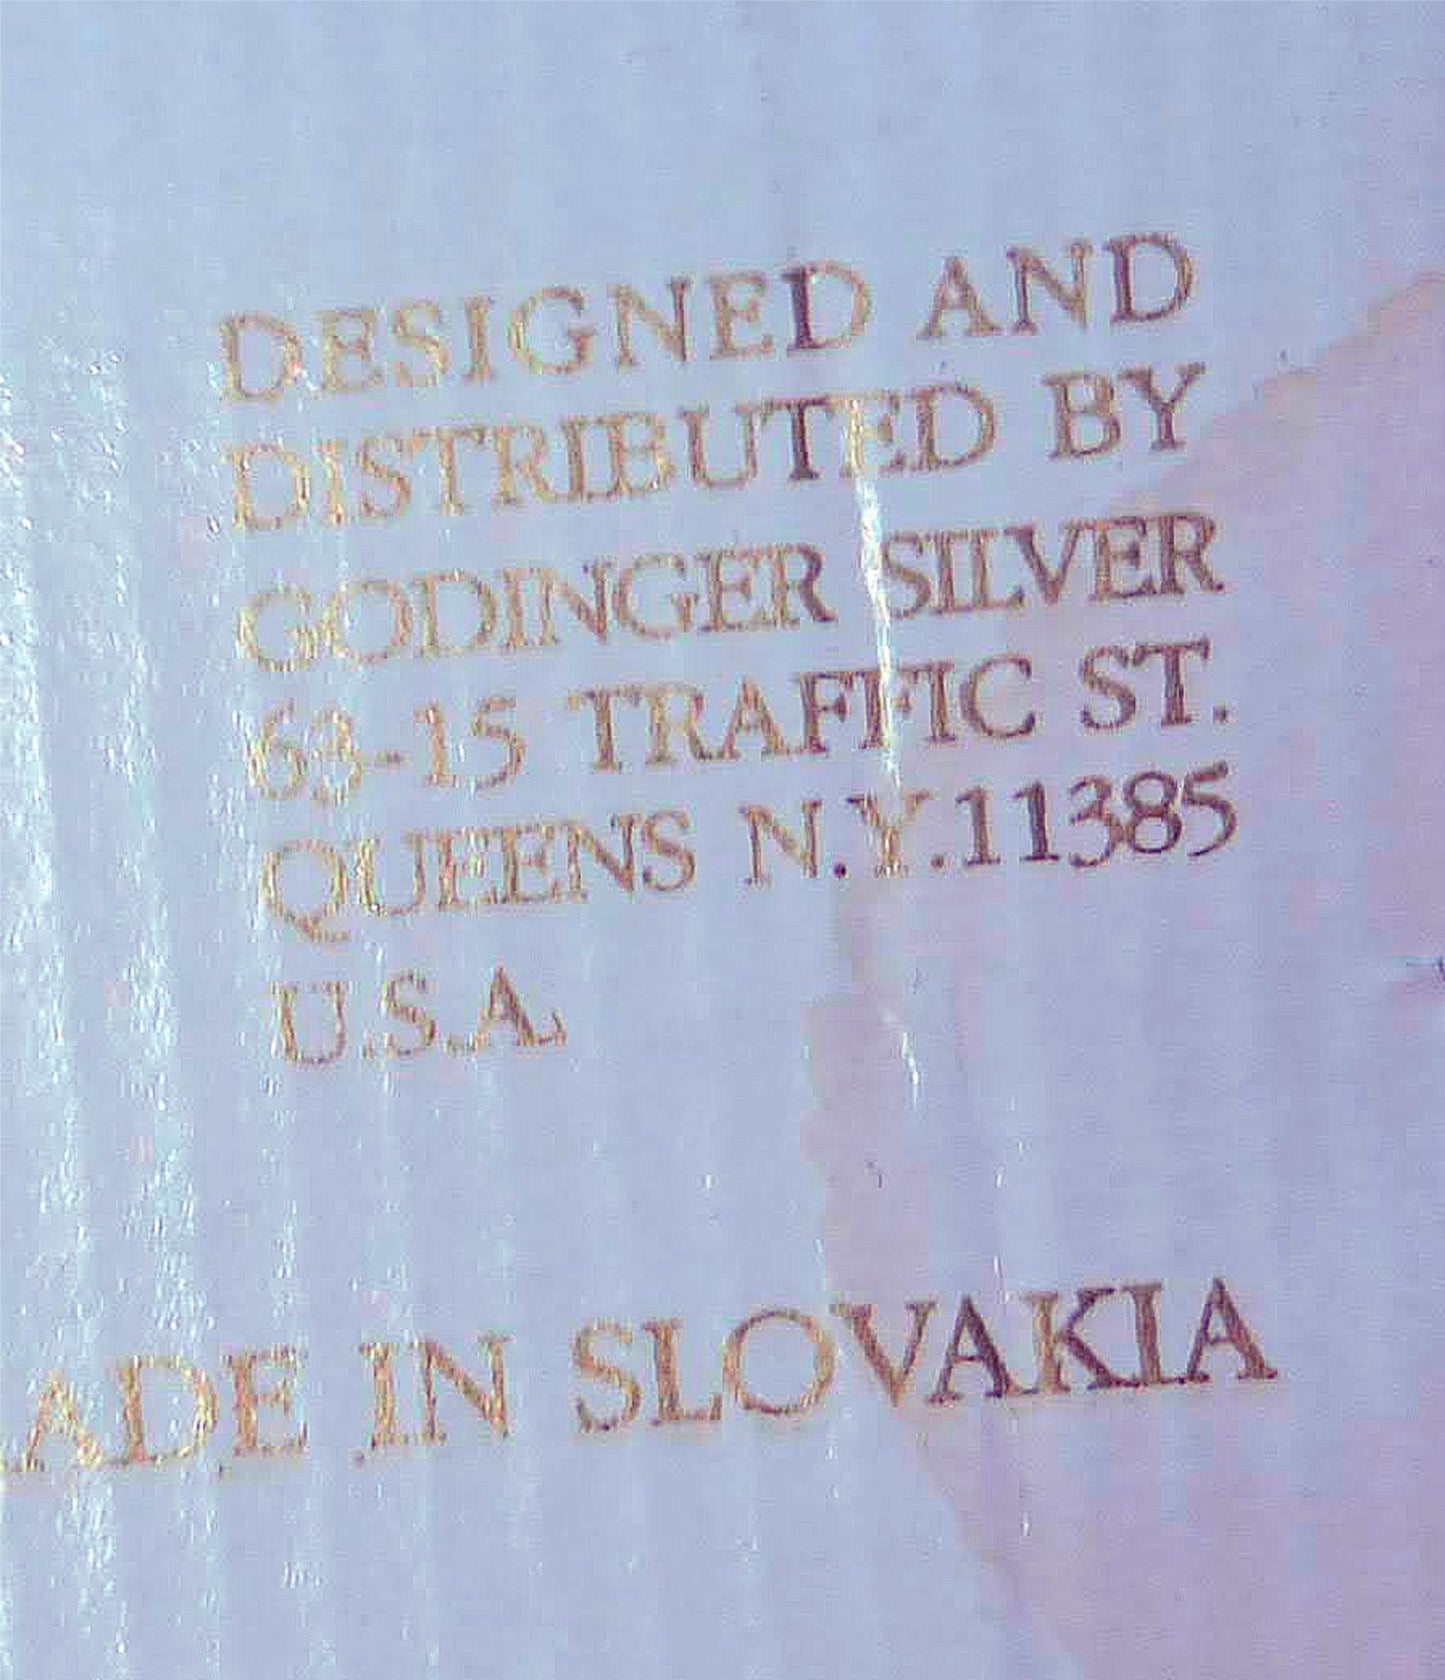 DESIGNED AND
DISTRIBUTED BY
GODINGER SILVER
63-15 TRAFFIC ST.
QUEENS N.Y.11385
U.S.A.
ADE IN SLOVAKIA